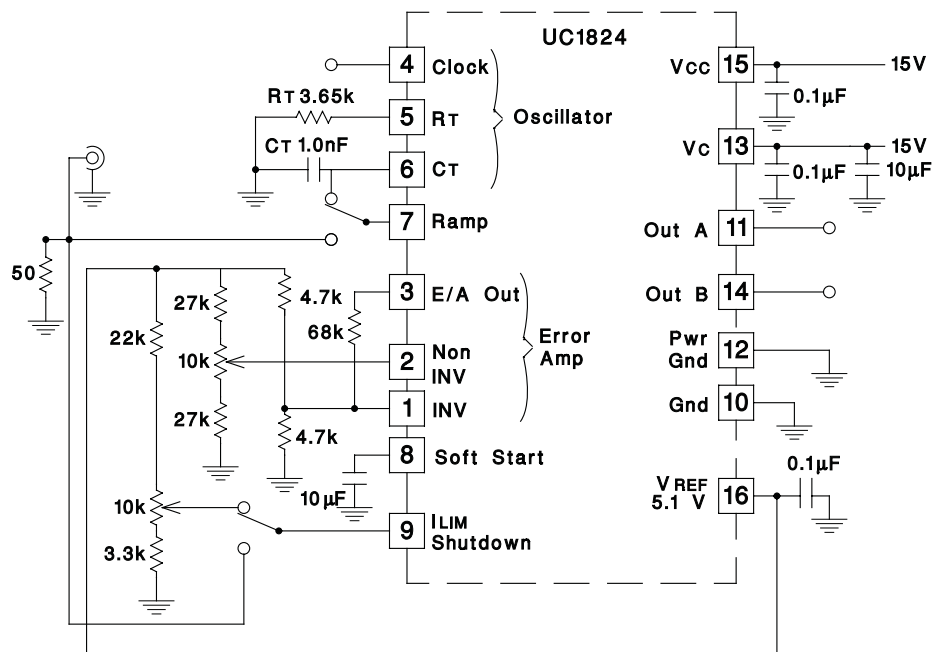 UC1824
4 Clock
RT 3.65k
5 RT
Oscillator
CT 1.0nF
6 CT
7 Ramp
50
27k
4.7k
3 E/A Out
22k
68k
10k
2 Non
INV
Error
Amp
27k
1 INV
4.7k
8 Soft Start
10 µF
10k
9 ILIM
Shutdown
3.3k
Vcc 15 15V
0.1µF
Vc 13 15V
0.1µF 10µF
Out A 11
Out B 14
Pwr
Gnd 12
Gnd 10
0.1µF
VREF
5.1 V 16